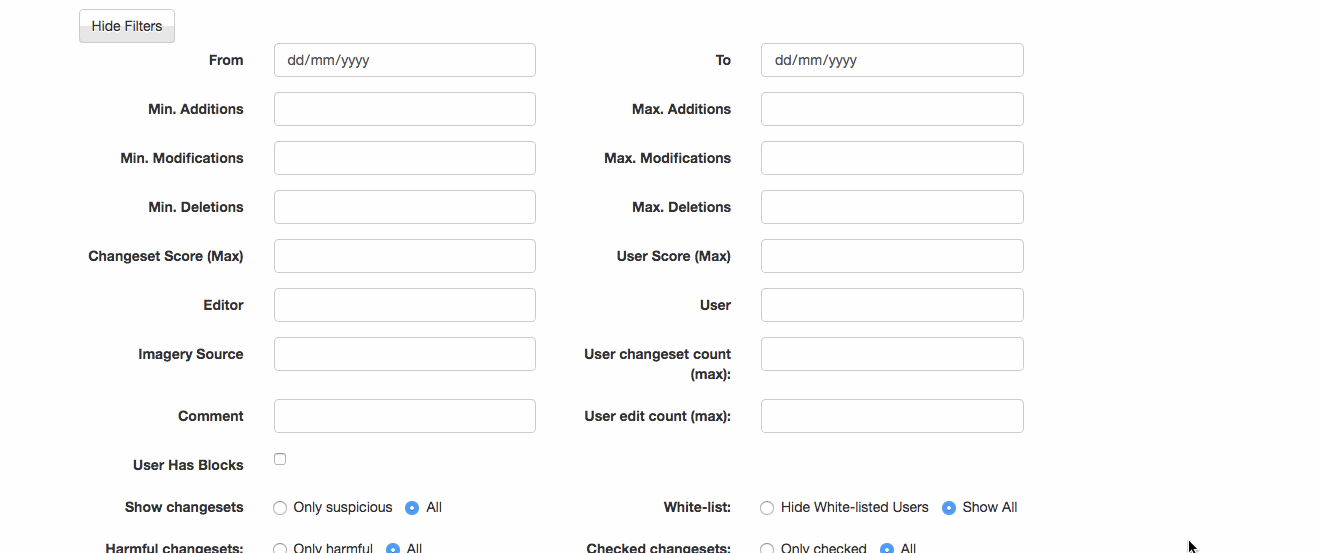 Hide Filters
From dd/mm/yyyy To dd/mm/yyyy
Min. Additions Max. Additions
Min. Modifications Max. Modifications
Min. Deletions Max. Deletions
Changeset Score (Max) User Score (Max)
Editor User
Imagery Source User changeset count
(max):
Comment User edit count (max):
User Has Blocks
Show changesets Only suspicious All White-list: Hide White-listed Users Show All
Harmful changesets: Only harmful All Checked changesets: Only checked All